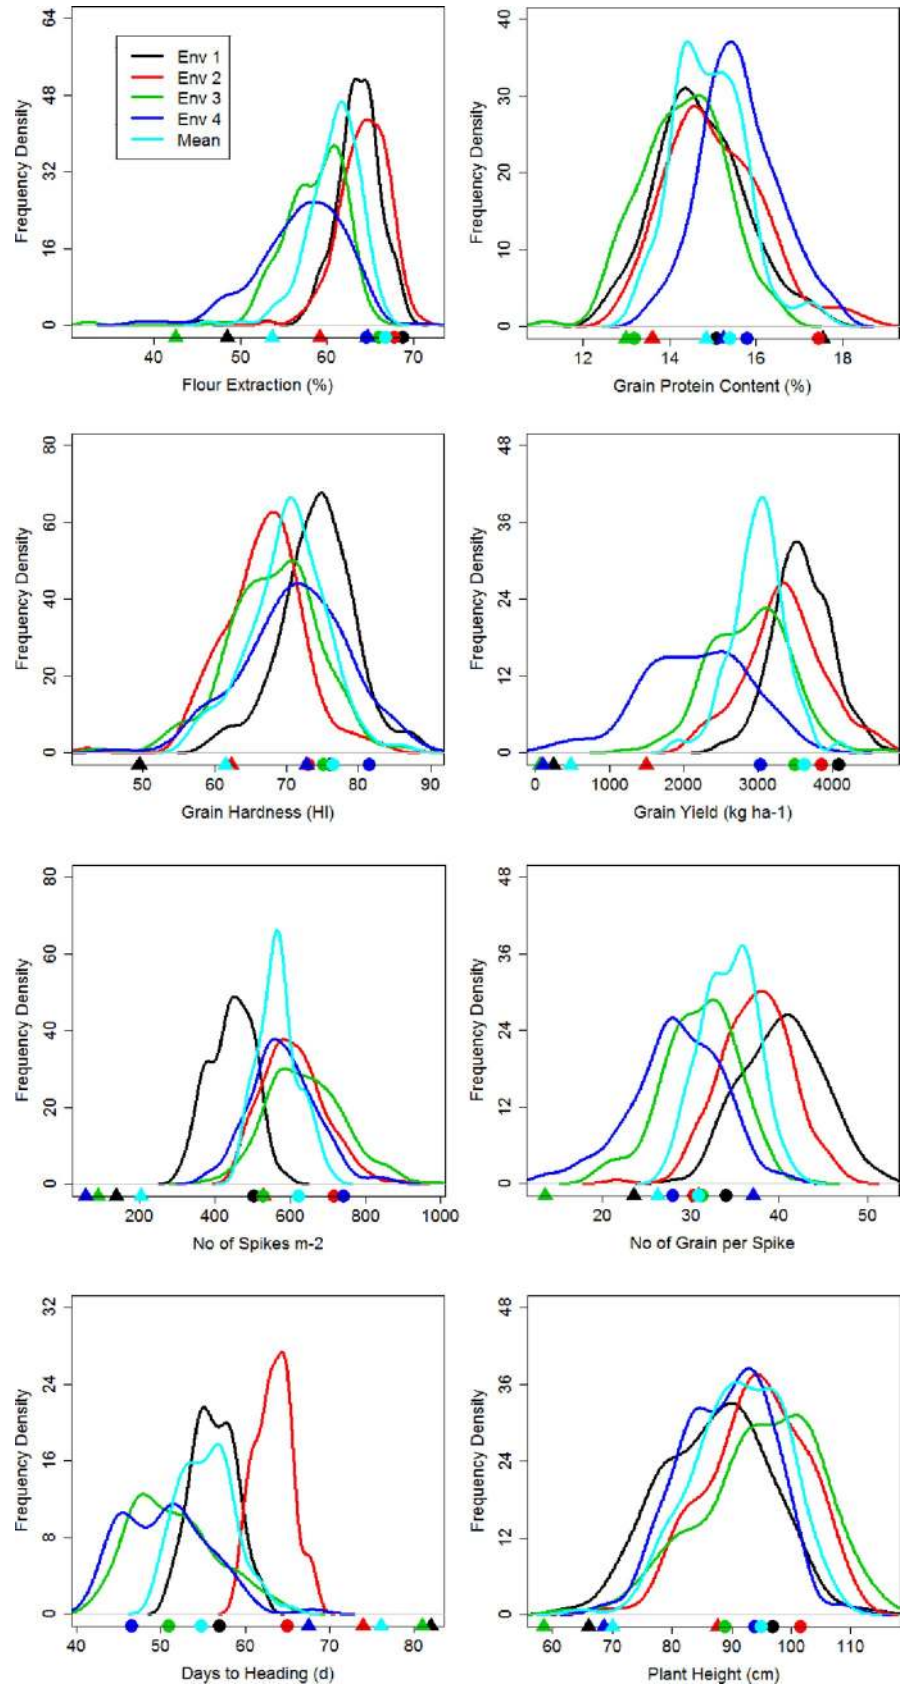 64
48
32
16
0
Frequency Density
Env 1
Env 2
Env 3
Env 4
Mean
40 50 60 70
Flour Extraction (%)
40
30
20
10
0
Frequency Density
12 14 16 18
Grain Protein Content (%)
80
60
40
20
0
Frequency Density
50 60 70 80 90
Grain Hardness (HI)
48
36
24
12
0
Frequency Density
0 1000 2000 3000 4000
Grain Yield (kg ha-1)
80
60
40
20
0
Frequency Density
200 400 600 800 1000
No of Spikes m-2
48
36
24
12
0
Frequency Density
20 30 40 50
No of Grain per Spike
32
24
16
8
0
Frequency Density
40 50 60 70 80
Days to Heading (d)
48
36
24
12
0
Frequency Density
60 70 80 90 100 110
Plant Height (cm)